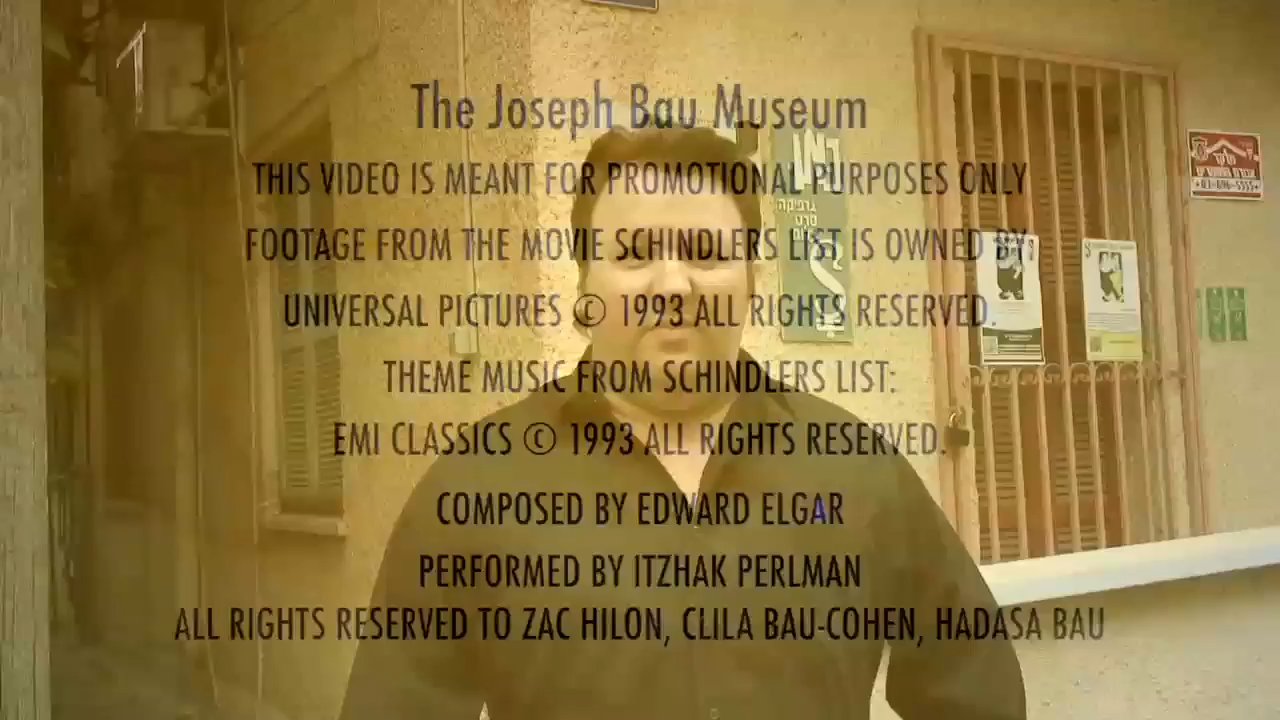 The Joseph Bau Museum
THIS VIDEO IS MEANT FOR PROMOTIONAL PURPOSES ONLY
FOOTAGE FROM THE MOVIE SCHINDLERS LIST IS OWNED BY
UNIVERSAL PICTURES © 1993 ALL RIGHTS RESERVED.
THEME MUSIC FROM SCHINDLERS LIST:
EMI CLASSICS © 1993 ALL RIGHTS RESERVED.
COMPOSED BY EDWARD ELGAR
PERFORMED BY ITZHAK PERLMAN
ALL RIGHTS RESERVED TO ZAC HILON, CLILA BAU-COHEN, HADASA BAU
גרפיקה
סרט